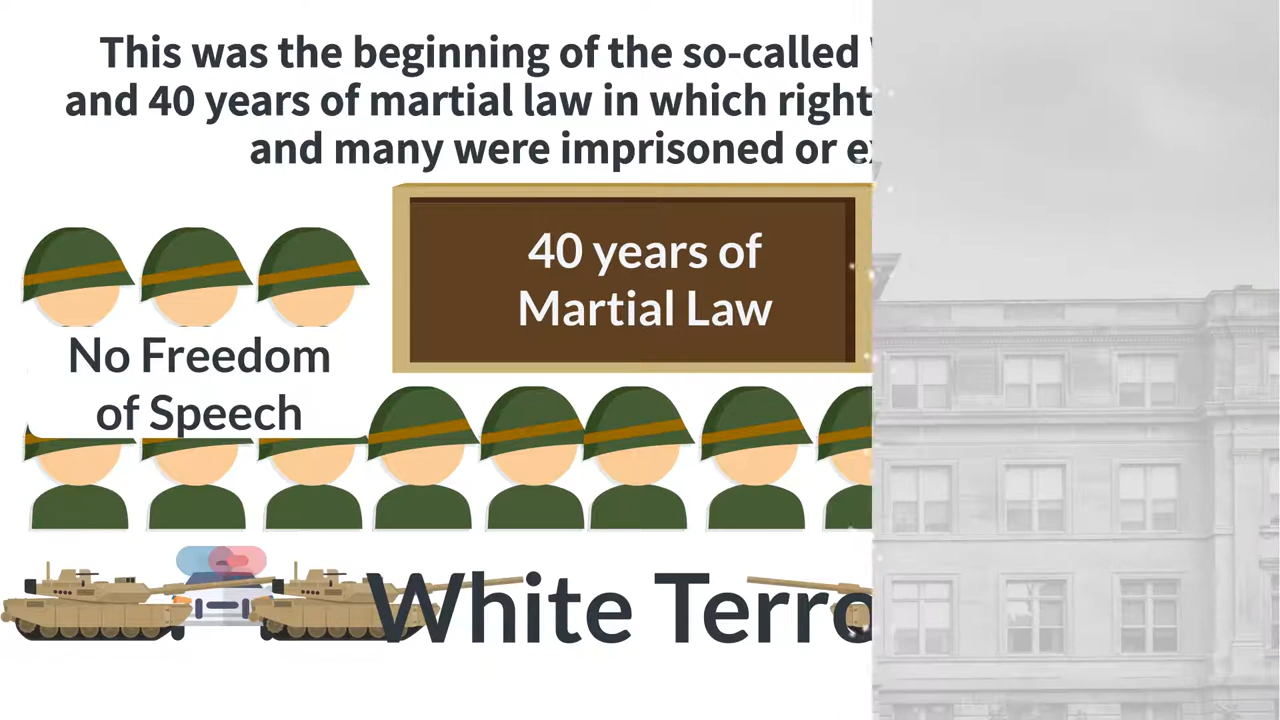 This was the beginning of the so-called
and 40 years of martial law in which right
and many were imprisoned or
40 years of
Martial Law
No Freedom
of Speech
White Terro